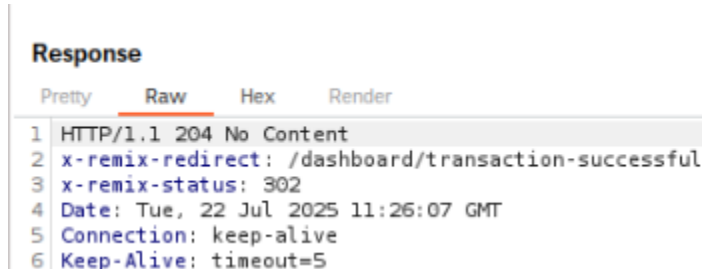 Response
Pretty Raw Hex Render
1 HTTP/1.1 204 No Content
2 x-remix-redirect: /dashboard/transaction-successful
3 x-remix-status: 302
4 Date: Tue, 22 Jul 2025 11:26:07 GMT
5 Connection: keep-alive
6 Keep-Alive: timeout=5